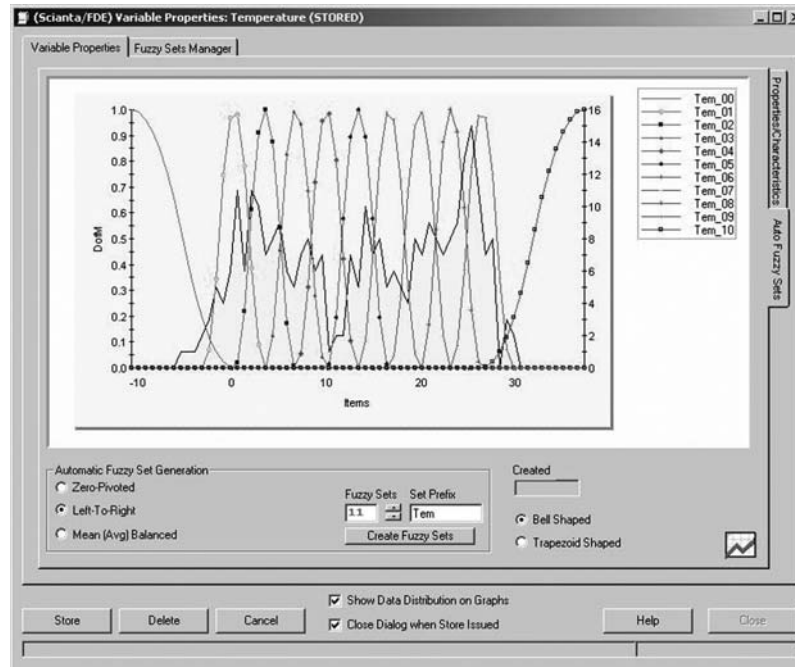 (Scianta/FDE) Variable Properties: Temperature (STORED)
Variable Properties
Fuzzy Sets Manager
Properties/Characteristics
Auto Fuzzy Sets
1.0
0.9
0.8
0.7
0.6
0.5
0.4
0.3
0.2
0.1
0.0
DofM
16
14
12
10
8
6
4
2
0
-10
0
10
20
30
Items
Tem_00
Tem_01
Tem_02
Tem_03
Tem_04
Tem_05
Tem_06
Tem_07
Tem_08
Tem_09
Tem_10
Automatic Fuzzy Set Generation
Zero-Pivoted
Left-To-Right
Mean (Avg) Balanced
Fuzzy Sets
Set Prefix
11
Tem
Create Fuzzy Sets
Created
Bell Shaped
Trapezoid Shaped
Store
Delete
Cancel
Show Data Distribution on Graphs
Close Dialog when Store Issued
Help
Close